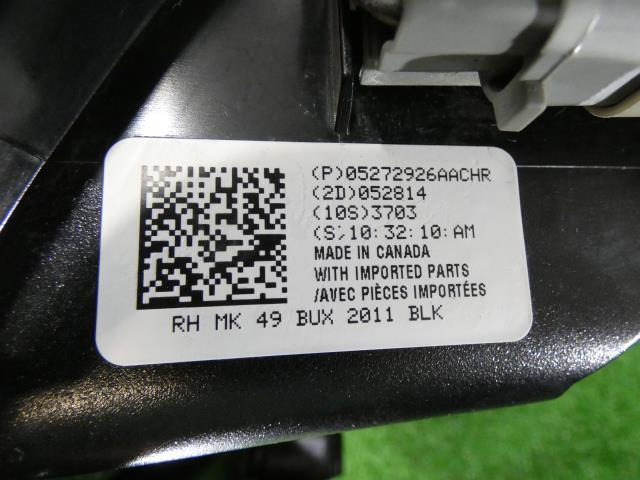 (P)05272926AACHR
(2D)052814
(10S)3703
(S)10:32:10:AM
MADE IN CANADA
WITH IMPORTED PARTS
/AVEC PIÈCES IMPORTÉES
RH MK 49 BUX 2011 BLK